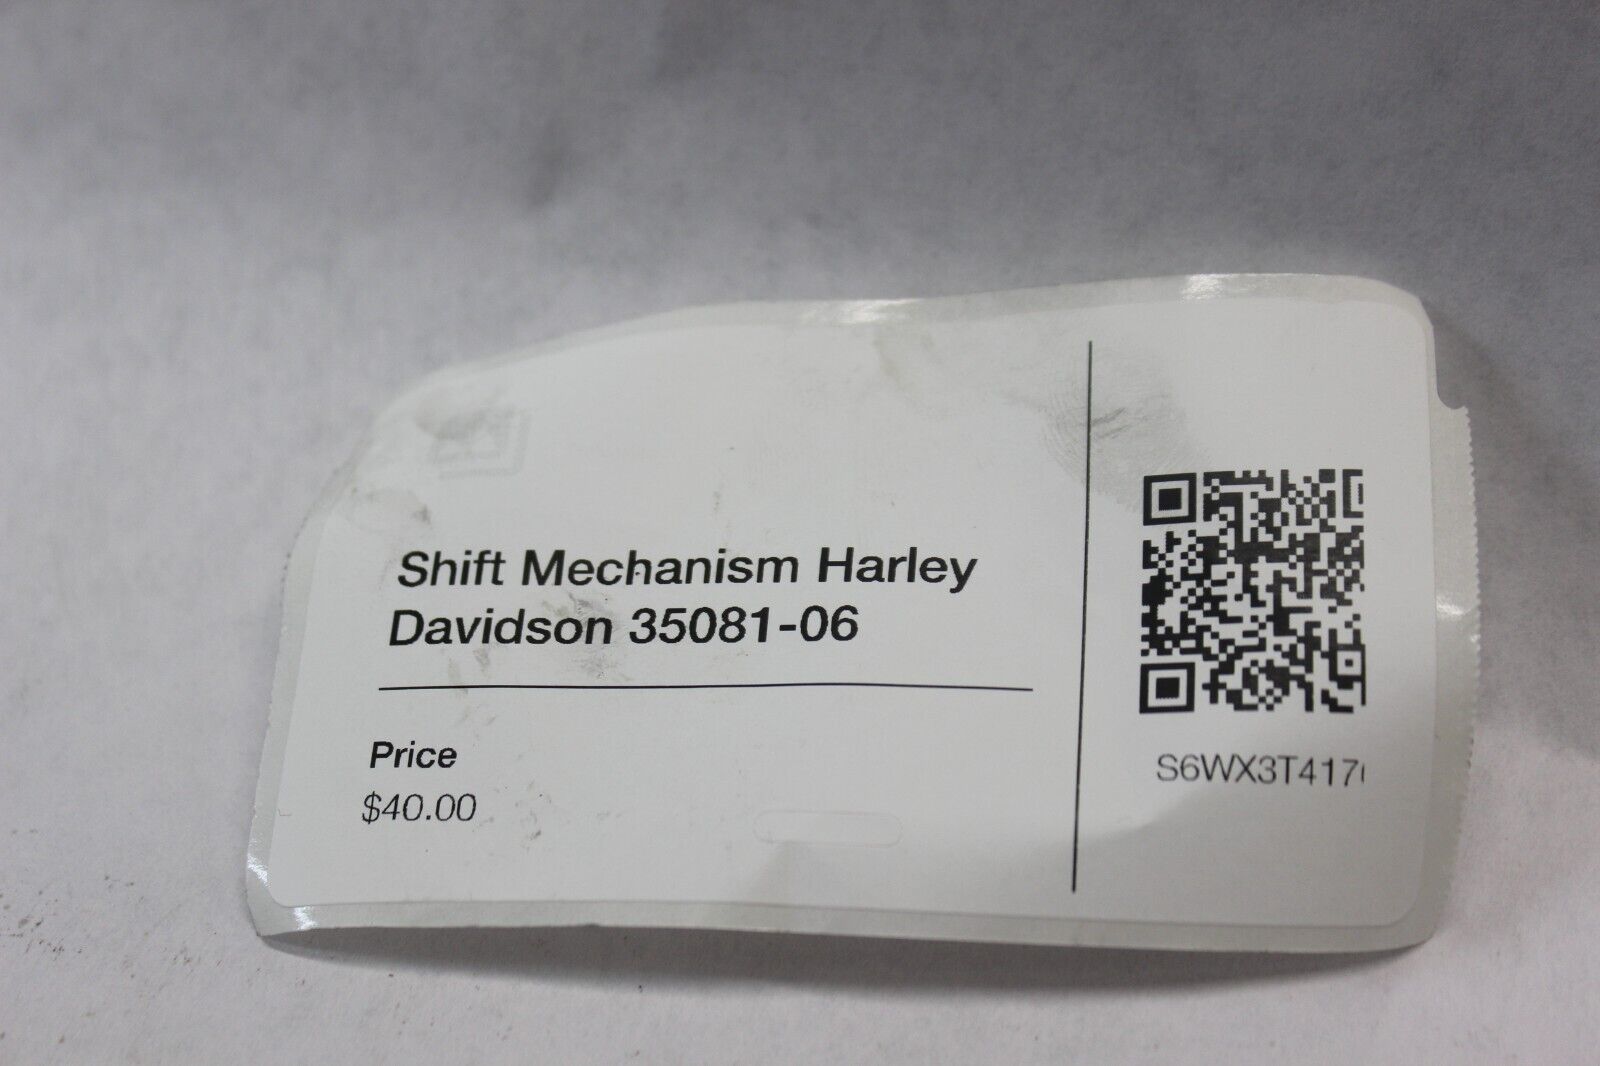 Shift Mechanism Harley
Davidson 35081-06
Price
$40.00
S6WX3T417